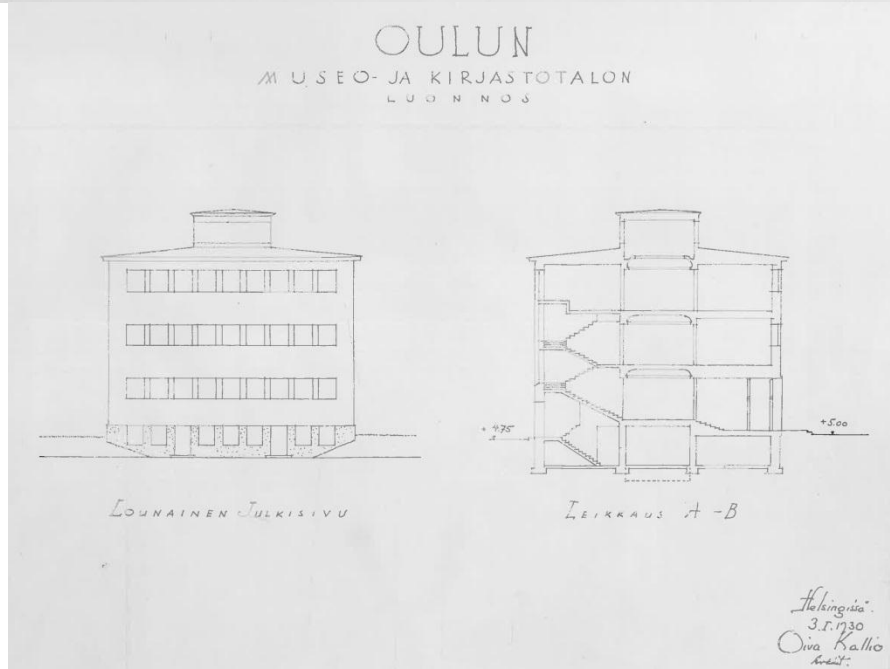 OULUN
MUSEO- JA KIRJASTOTALON
LUONNOS
+ 4.75
+5.00
LOUNAINEN JULKISIVU
LEIKKAUS A-B
Helsingissä.
3.I.1930
Oiva Kallio